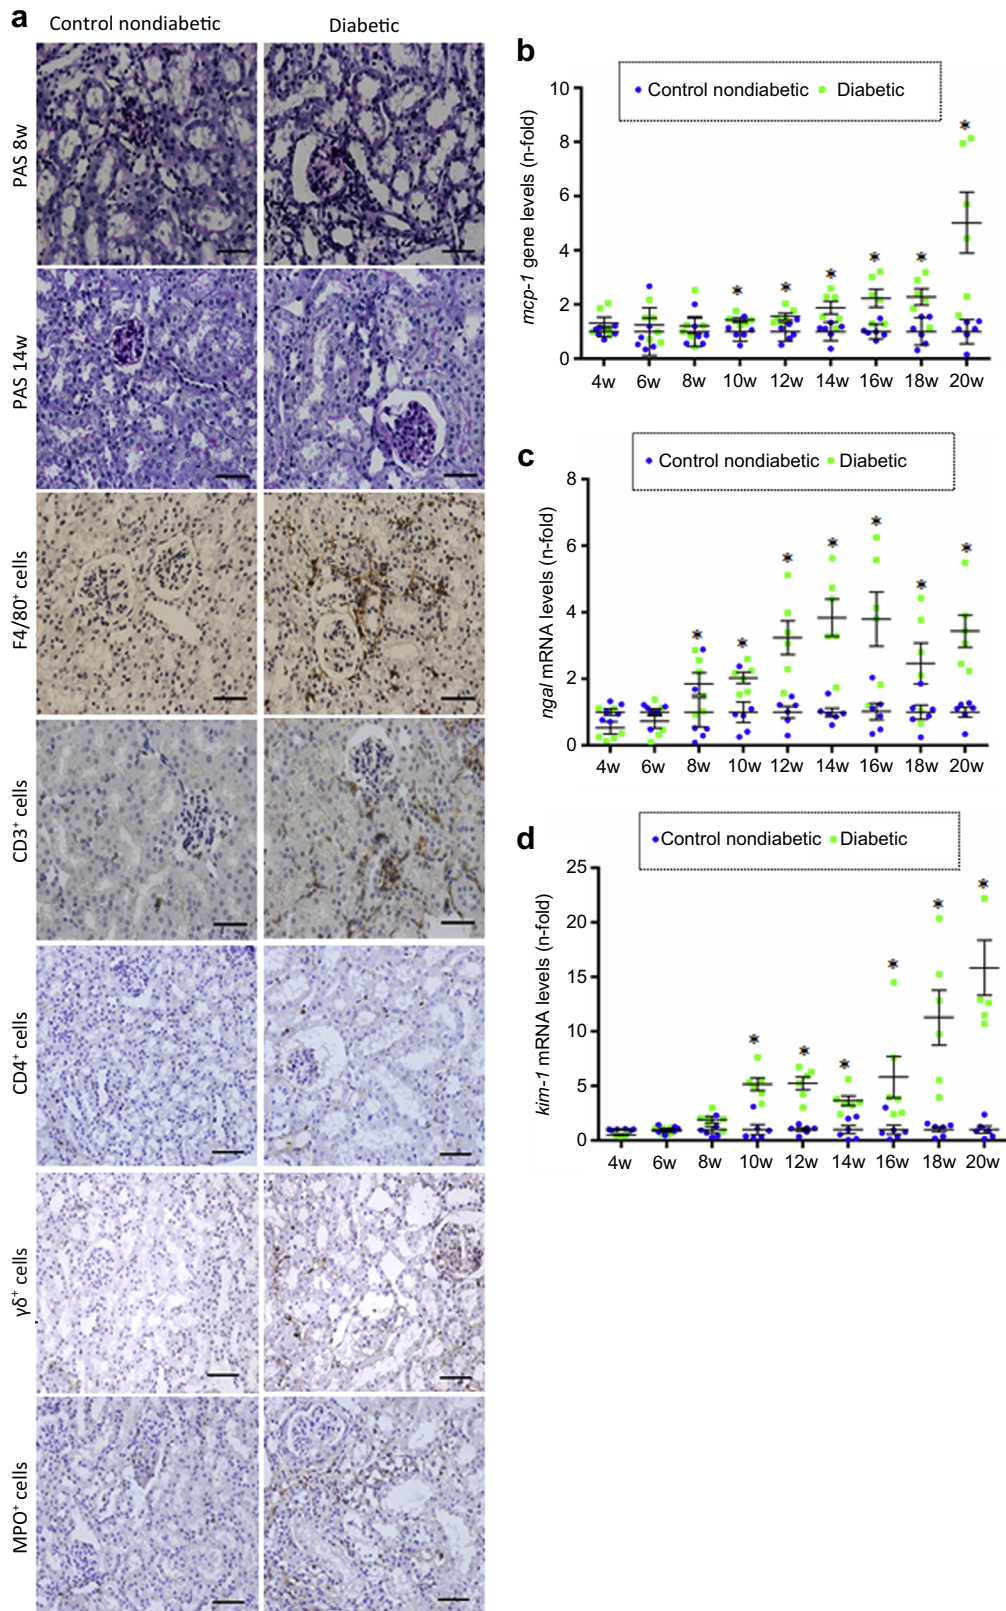 a
Control nondiabetic
Diabetic
PAS 8w
PAS 14w
F4/80⁺ cells
CD3⁺ cells
CD4⁺ cells
γδ⁺ cells
MPO⁺ cells
b
Control nondiabetic Diabetic
mcp-1 gene levels (n-fold)
10
8
6
4
2
0
4w 6w 8w 10w 12w 14w 16w 18w 20w
c
Control nondiabetic Diabetic
ngal mRNA levels (n-fold)
8
6
4
2
0
4w 6w 8w 10w 12w 14w 16w 18w 20w
d
Control nondiabetic Diabetic
kim-1 mRNA levels (n-fold)
25
20
15
10
5
0
4w 6w 8w 10w 12w 14w 16w 18w 20w